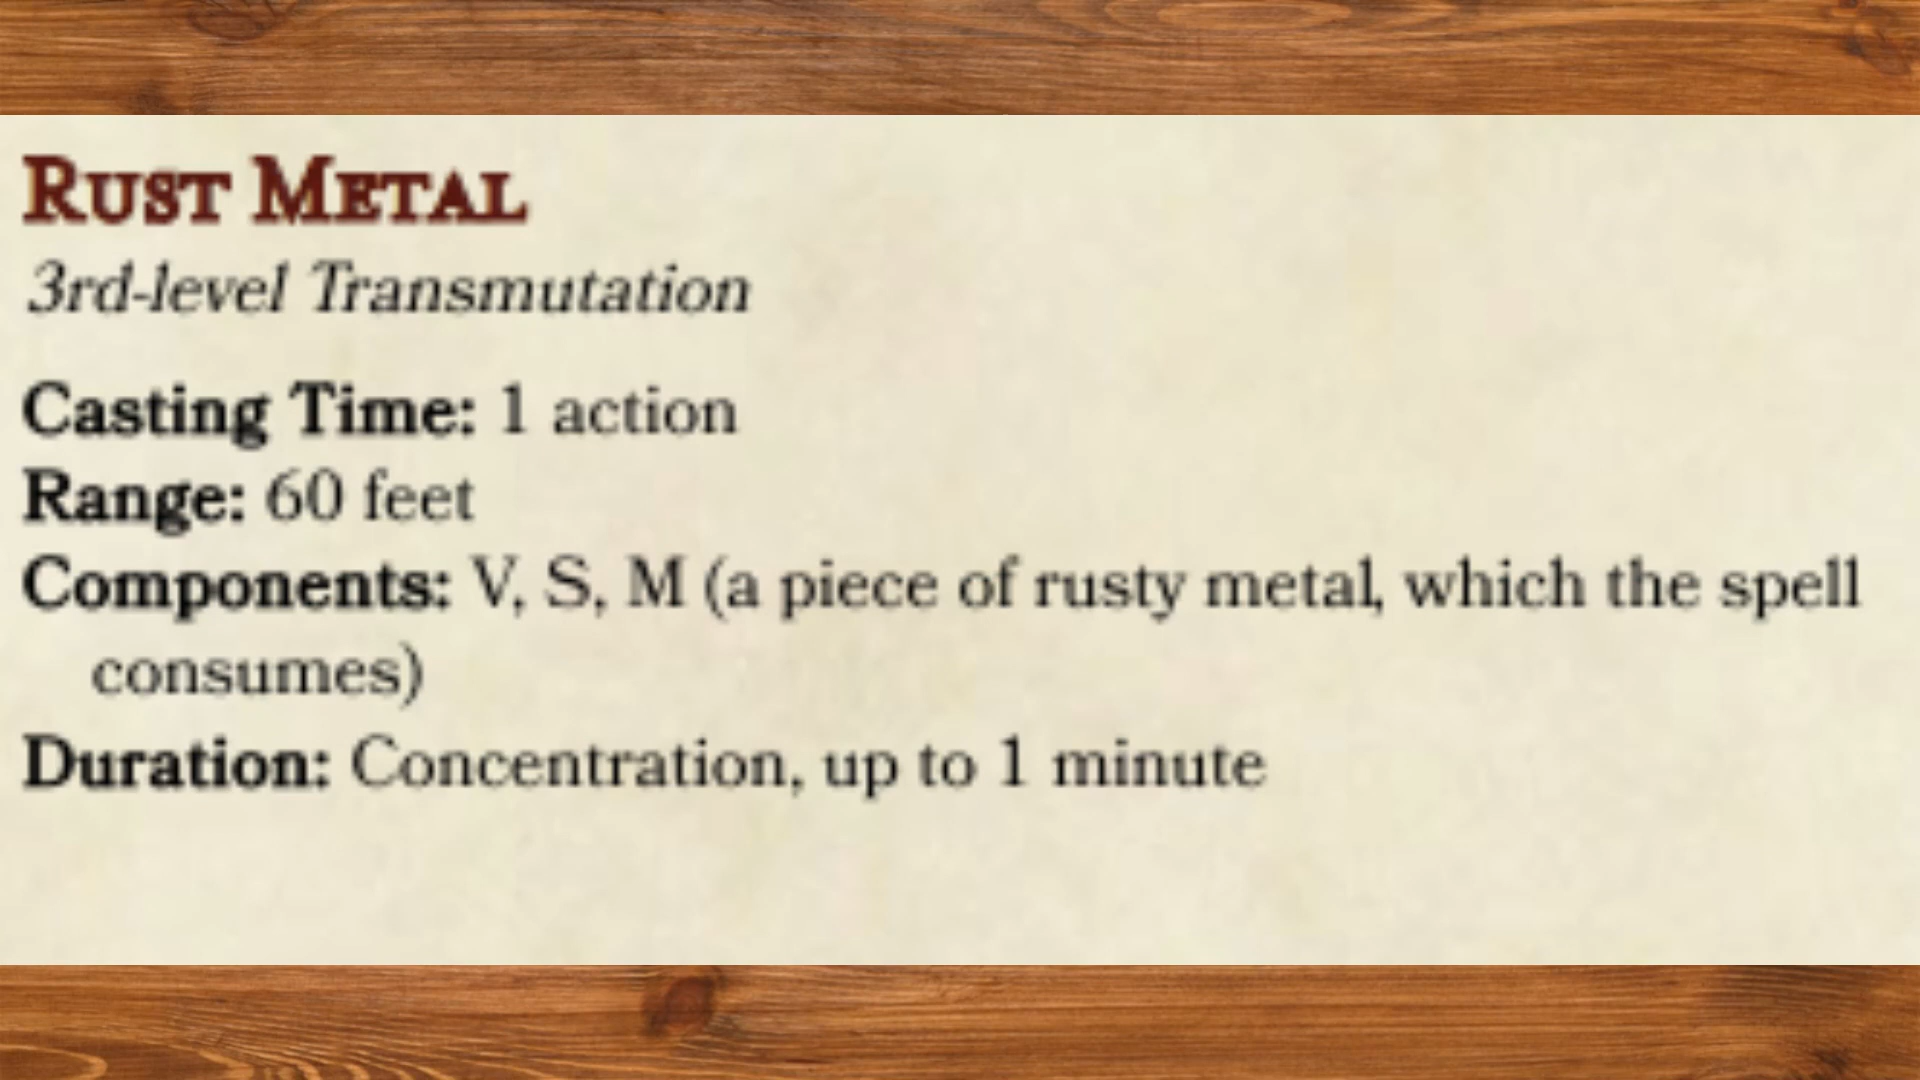 RUST METAL
3rd-level Transmutation
Casting Time: 1 action
Range: 60 feet
Components: V, S, M (a piece of rusty metal, which the spell
consumes)
Duration: Concentration, up to 1 minute